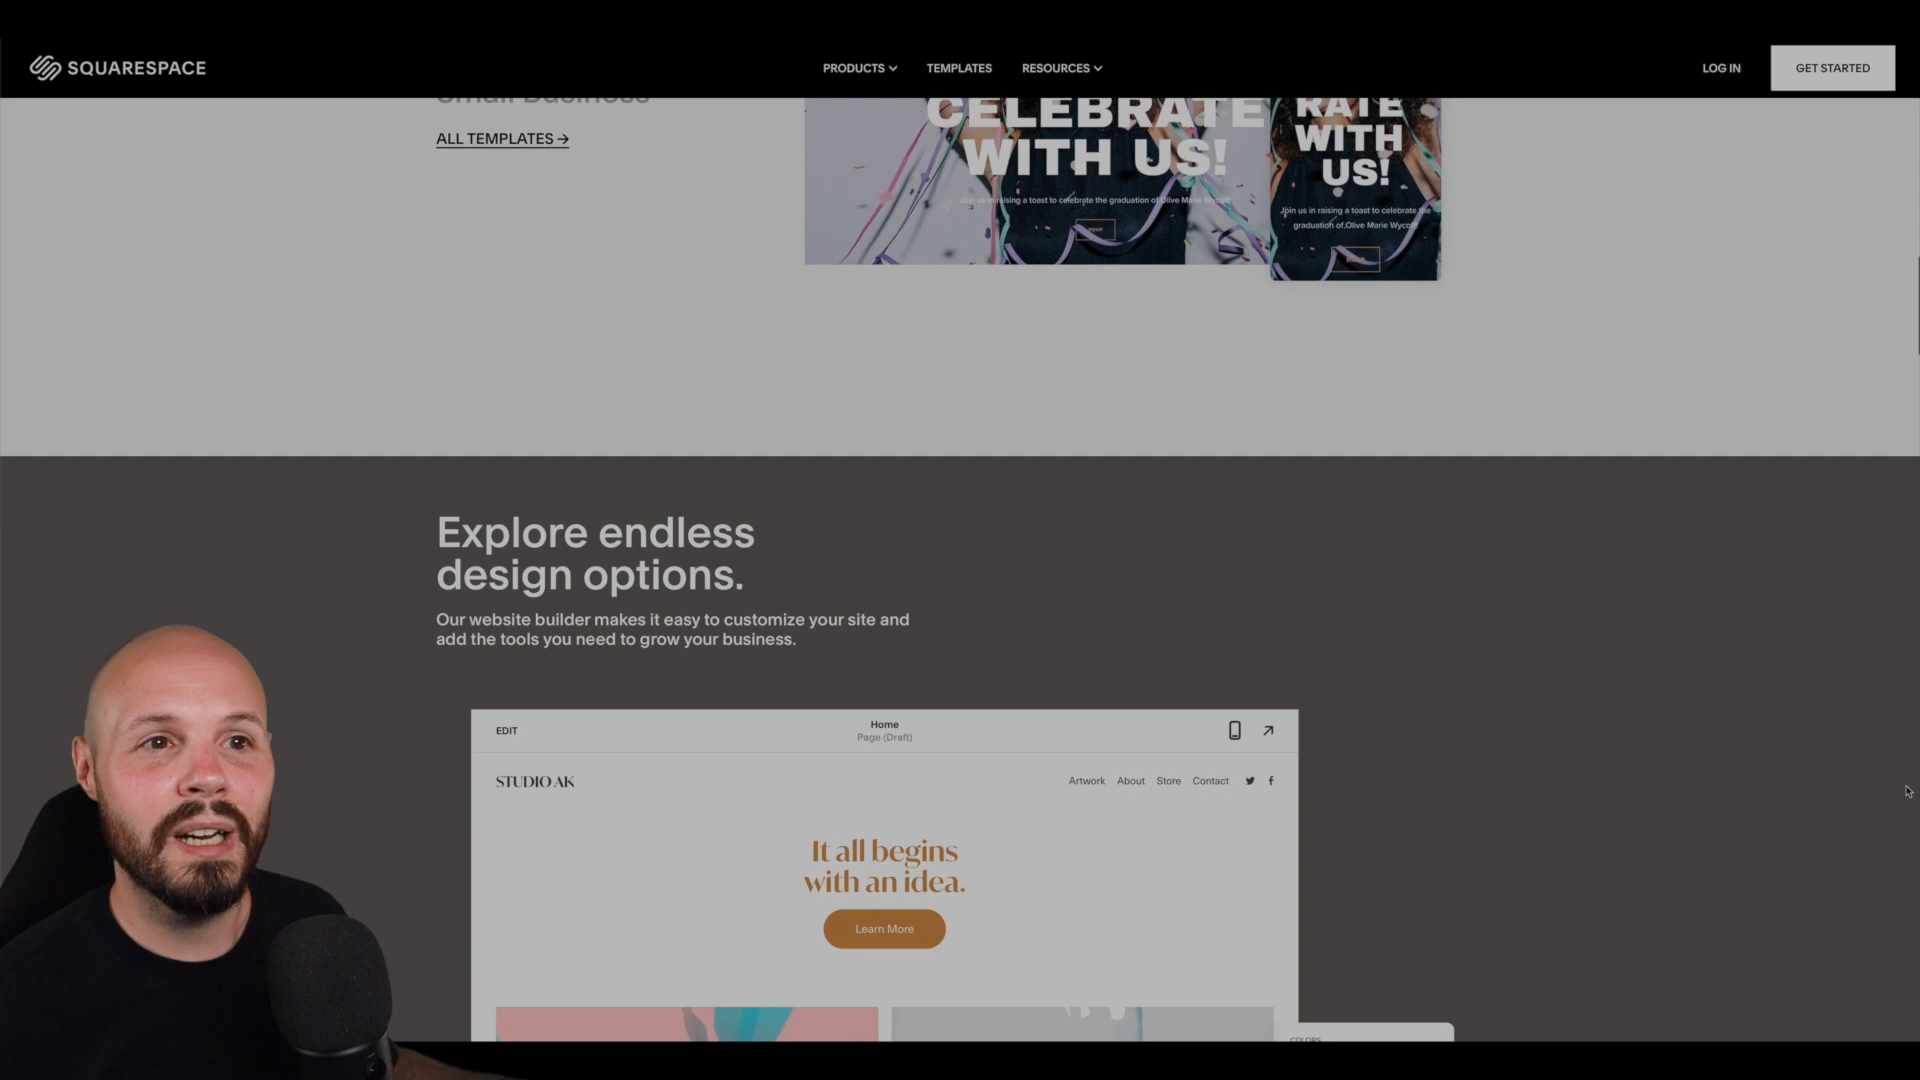 SQUARESPACE
PRODUCTS
TEMPLATES
RESOURCES
LOG IN
GET STARTED
Small Business
ALL TEMPLATES →
CELEBRATE
WITH US!
Join us in raising a toast to celebrate the graduation of Olive Marie Wycoff
RSVP
RATE
WITH
US!
Join us in raising a toast to celebrate the
graduation of Olive Marie Wycoff
Explore endless
design options.
Our website builder makes it easy to customize your site and
add the tools you need to grow your business.
EDIT
Home
Page (Draft)
STUDIO AK
Artwork
About
Store
Contact
It all begins
with an idea.
Learn More
COLORS